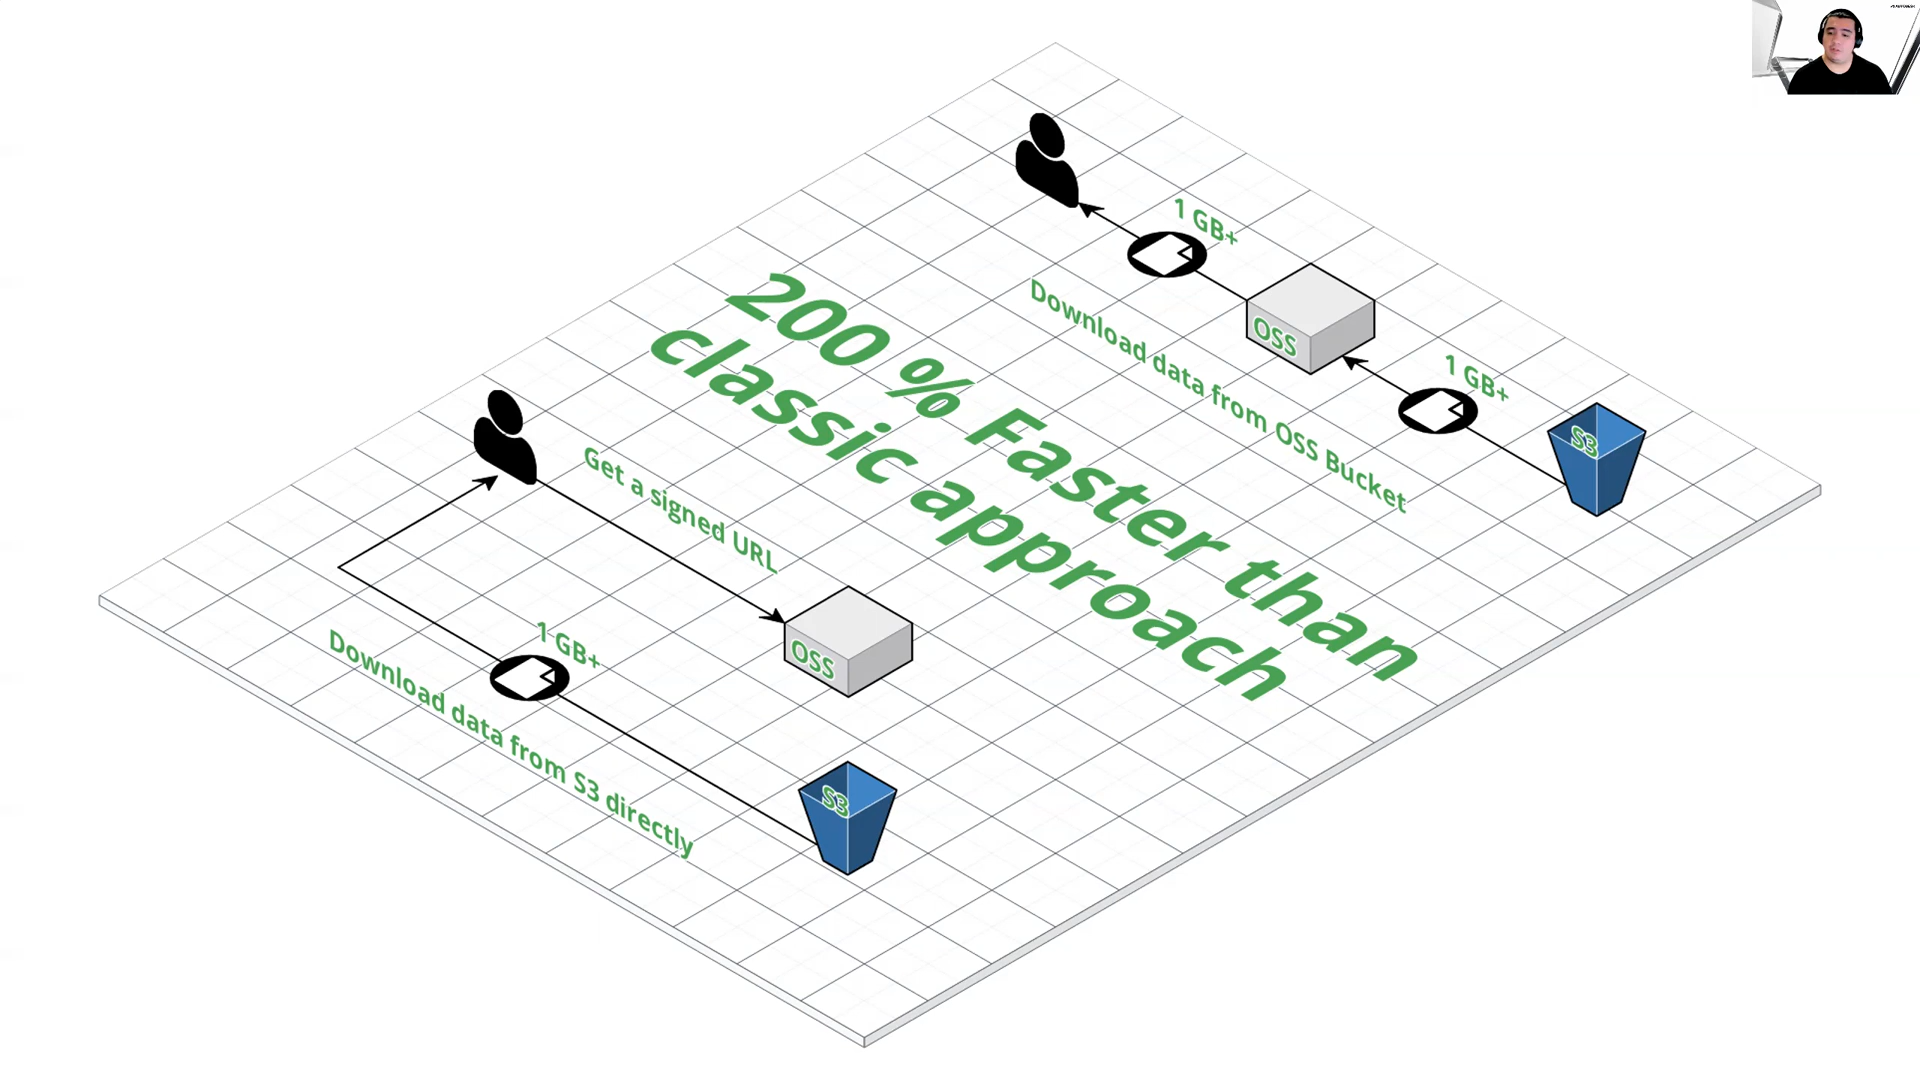 1 GB+
Download data from OSS Bucket
OSS
1 GB+
S3
200 % Faster than
classic approach
Get a signed URL
OSS
1 GB+
Download data from S3 directly
S3